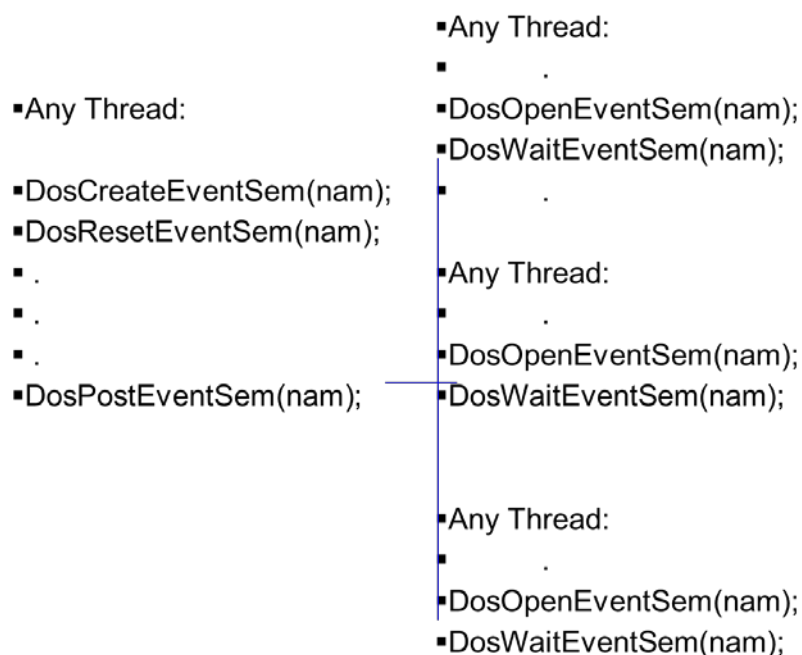 ▪Any Thread:

▪DosCreateEventSem(nam);
▪DosResetEventSem(nam);
▪ .
▪ .
▪ .
▪DosPostEventSem(nam);

▪Any Thread:
▪ .
▪DosOpenEventSem(nam);
▪DosWaitEventSem(nam);
▪ .

▪Any Thread:
▪ .
▪DosOpenEventSem(nam);
▪DosWaitEventSem(nam);

▪Any Thread:
▪ .
▪DosOpenEventSem(nam);
▪DosWaitEventSem(nam);